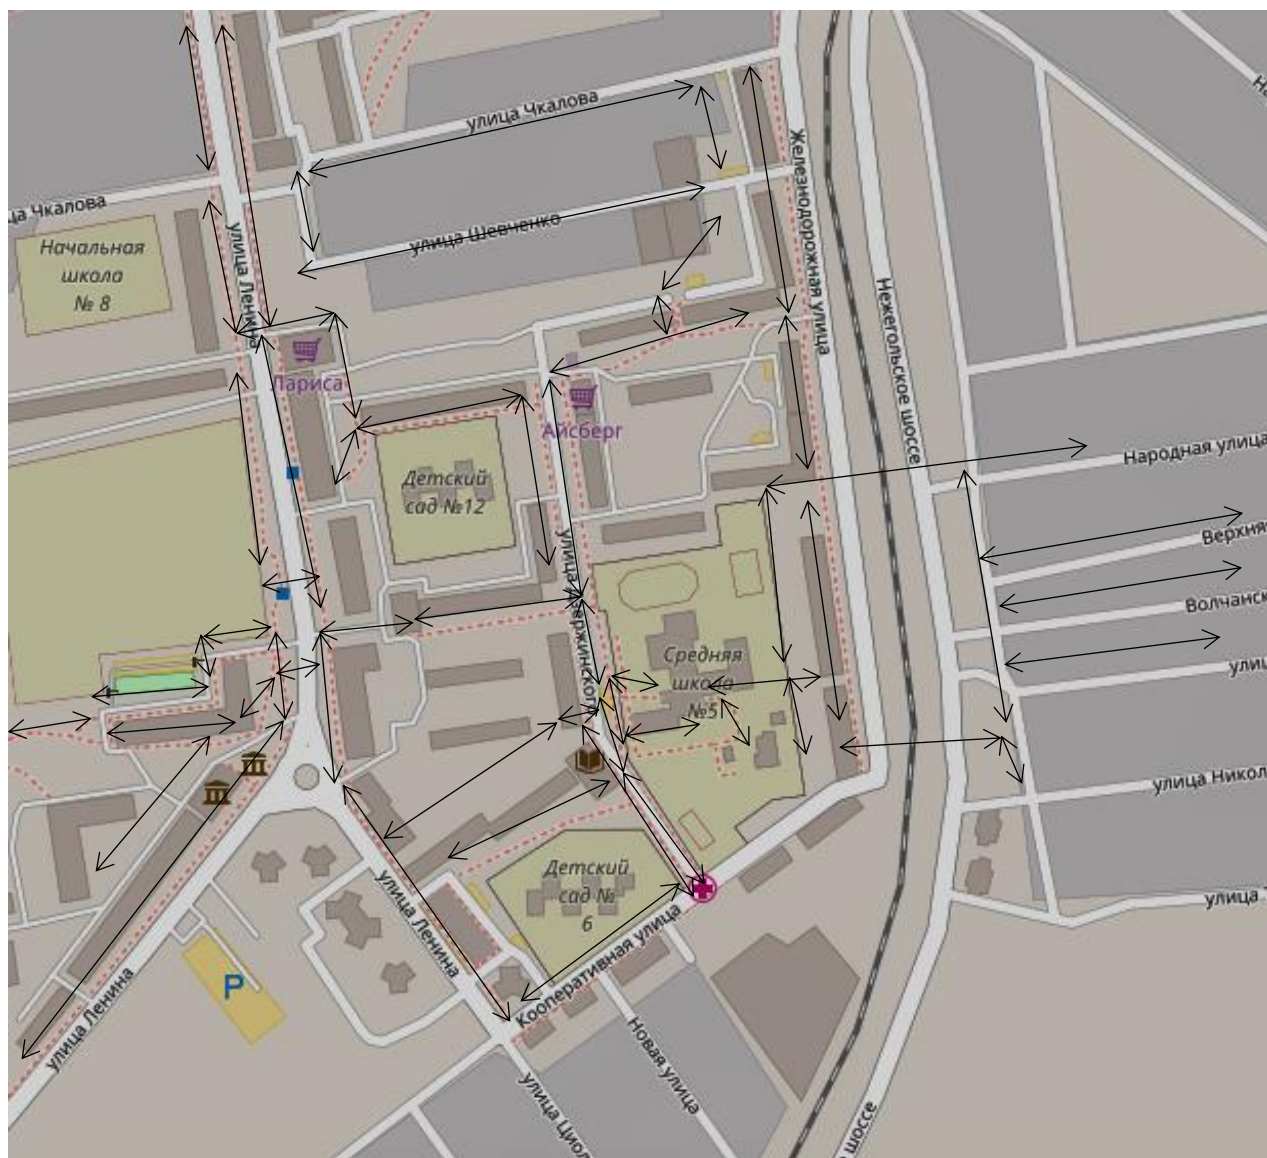 улица Чкалова
ца Чкалова
Железнодорожная улица
Начальная
школа
№ 8
улица Ленина
улица Шевченко
Нежегольское шоссе
Лариса
Айсберг
Народная улица
Детский
сад №12
Верхня
улица Дзержинского
Волчанск
Средняя
школа
№5
улиц
улица Никол
Детский
сад №
6
улица Ленина
улица
Кооперативная улица
P
улица Ленина
Новая улица
улица Циол
шоссе